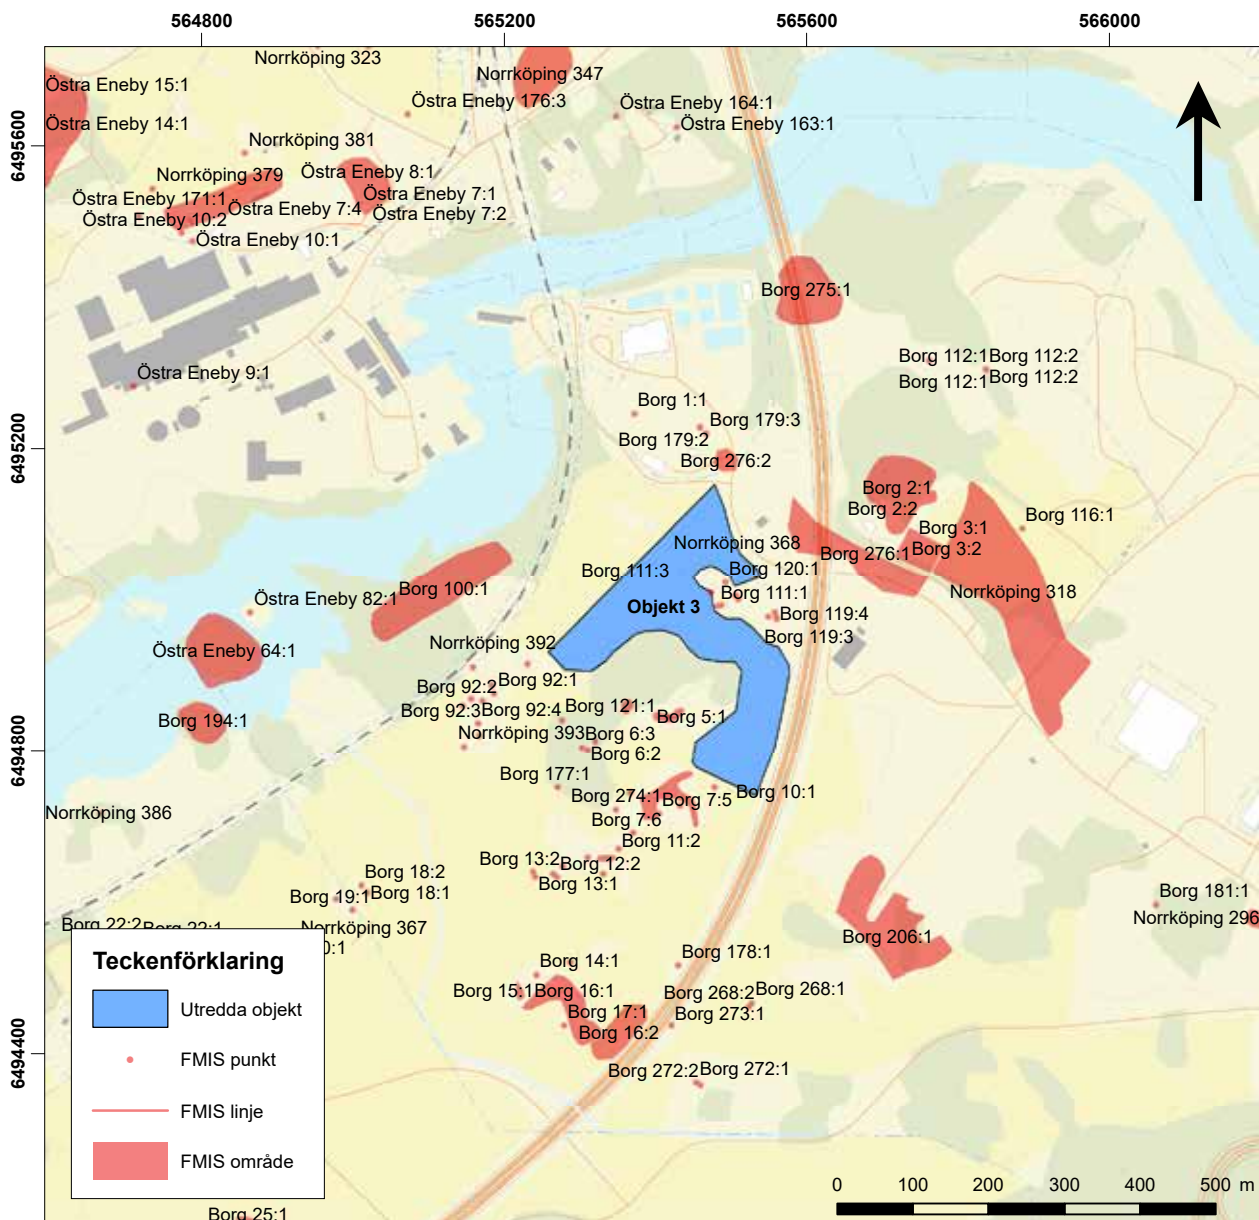 564800
565200
565600
566000
Norrköping 323
Norrköping 347
Östra Eneby 15:1
Östra Eneby 176:3
Östra Eneby 164:1
Östra Eneby 14:1
Östra Eneby 163:1
6495600
Norrköping 381
Norrköping 379
Östra Eneby 8:1
Östra Eneby 171:1
Östra Eneby 7:1
Östra Eneby 7:4
Östra Eneby 7:2
Östra Eneby 10:2
Östra Eneby 10:1
Borg 275:1
Borg 112:1
Borg 112:2
Östra Eneby 9:1
Borg 112:1
Borg 112:2
Borg 1:1
Borg 179:3
6495200
Borg 179:2
Borg 276:2
Borg 2:1
Borg 2:2
Borg 116:1
Borg 3:1
Norrköping 368
Borg 276:1
Borg 3:2
Borg 111:3
Borg 120:1
Borg 100:1
Borg 111:1
Norrköping 318
Östra Eneby 82:1
Objekt 3
Borg 119:4
Borg 119:3
Norrköping 392
Östra Eneby 64:1
Borg 92:1
Borg 92:2
Borg 121:1
Borg 92:3
Borg 92:4
Borg 5:1
Borg 194:1
Norrköping 393
Borg 6:3
6494800
Borg 6:2
Borg 177:1
Borg 10:1
Borg 274:1
Borg 7:5
Norrköping 386
Borg 7:6
Borg 11:2
Borg 13:2
Borg 12:2
Borg 18:2
Borg 13:1
Borg 19:1
Borg 18:1
Borg 181:1
Norrköping 296
Borg 22:2
Borg 22:1
Norrköping 367
Borg 206:1
0:1
Borg 14:1
Borg 178:1
Borg 15:1
Borg 16:1
Borg 268:2
Borg 268:1
Borg 17:1
Borg 273:1
Borg 16:2
6494400
Borg 272:2
Borg 272:1
Teckenförklaring
Utredda objekt
FMIS punkt
FMIS linje
FMIS område
0 100 200 300 400 500 m
Borg 25:1